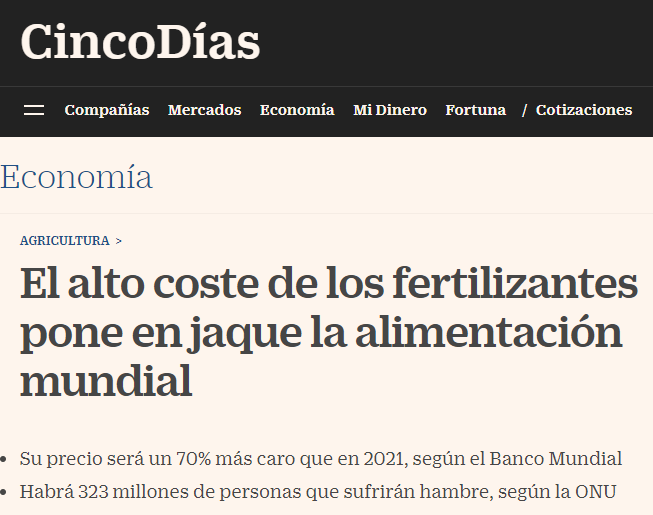 CincoDías
Compañías Mercados Economía Mi Dinero Fortuna / Cotizaciones
Economía
AGRICULTURA >
El alto coste de los fertilizantes
pone en jaque la alimentación
mundial
• Su precio será un 70% más caro que en 2021, según el Banco Mundial
• Habrá 323 millones de personas que sufrirán hambre, según la ONU